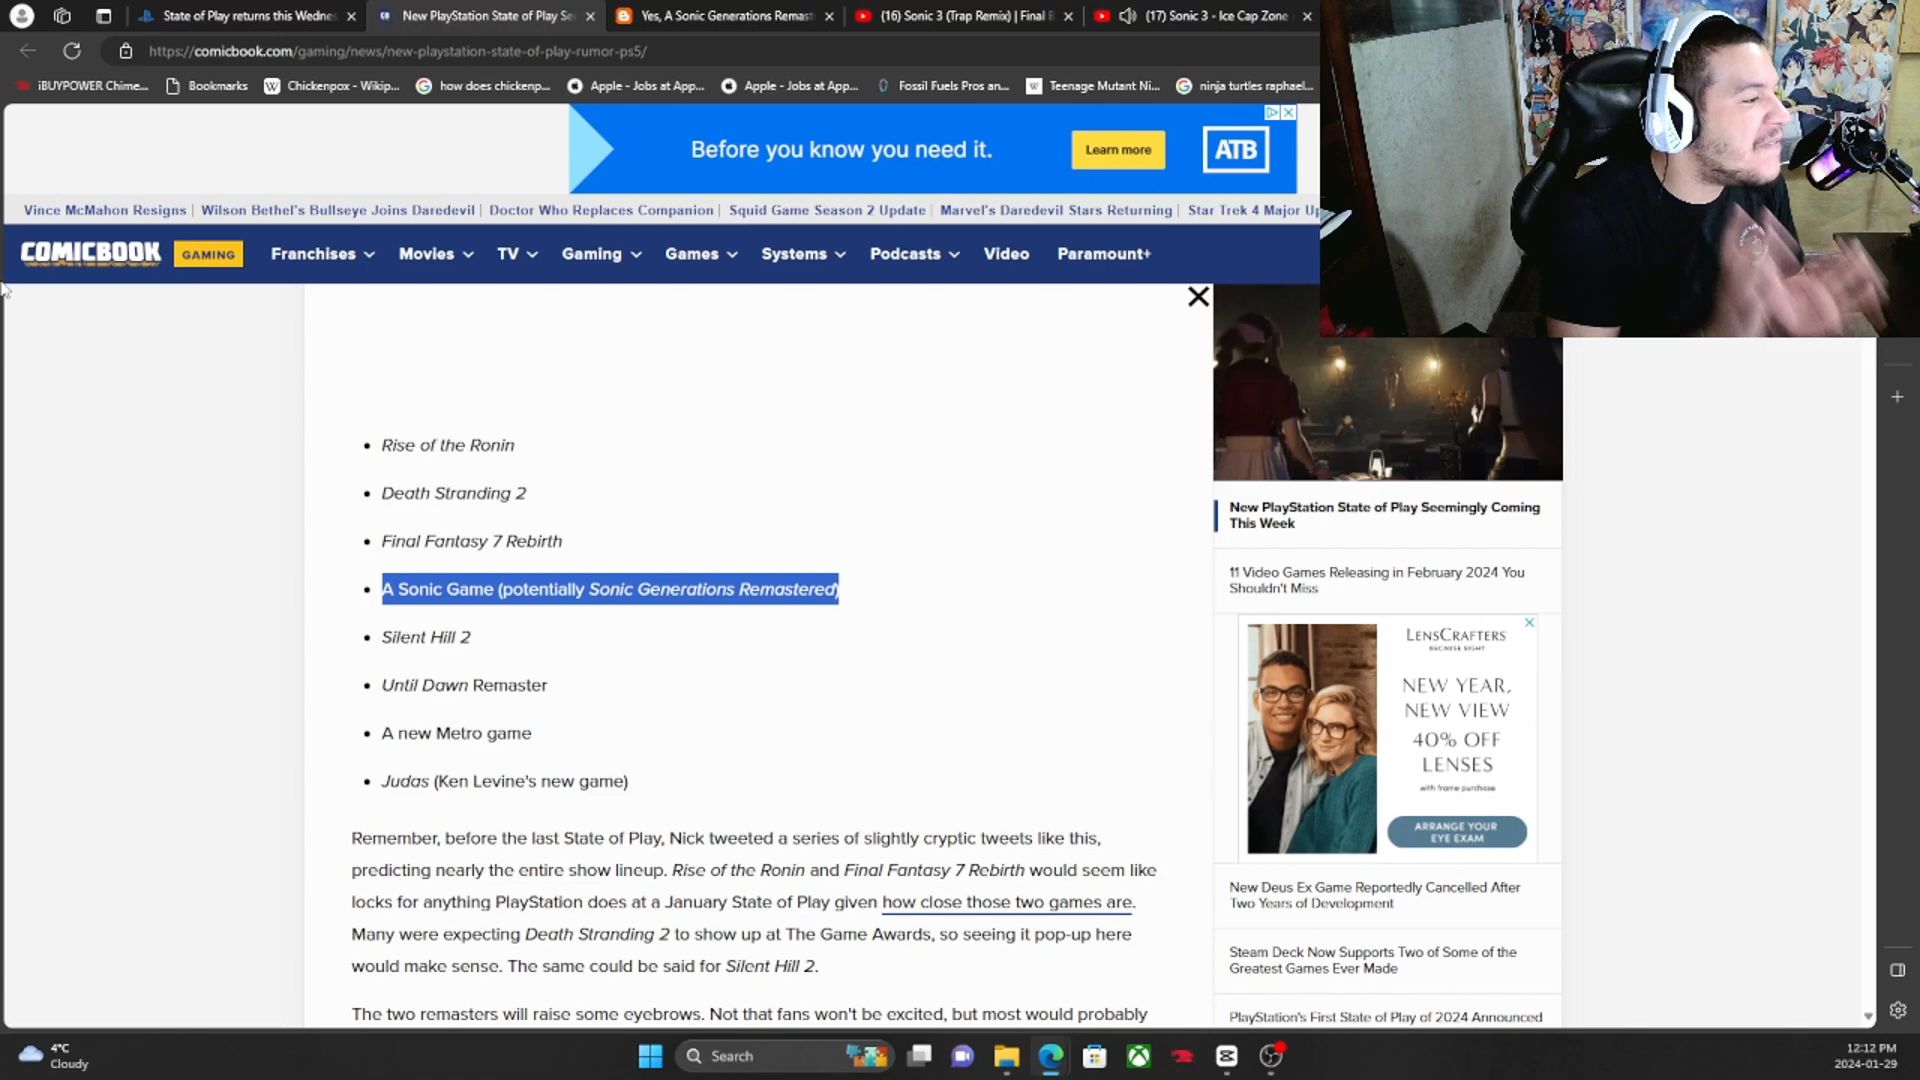 State of Play returns this Wednes
New PlayStation State of Play Se
Yes, A Sonic Generations Remast
(16) Sonic 3 (Trap Remix) | Final B
(17) Sonic 3 - Ice Cap Zone
https://comicbook.com/gaming/news/new-playstation-state-of-play-rumor-ps5/
iBUYPOWER Chime...
Bookmarks
Chickenpox - Wikip...
how does chickenp...
Apple - Jobs at App...
Apple - Jobs at App...
Fossil Fuels Pros an...
Teenage Mutant Ni...
ninja turtles raphael...
Before you know you need it.
Learn more
ATB
Vince McMahon Resigns | Wilson Bethel's Bullseye Joins Daredevil | Doctor Who Replaces Companion | Squid Game Season 2 Update | Marvel's Daredevil Stars Returning | Star Trek 4 Major Up
COMICBOOK GAMING Franchises Movies TV Gaming Games Systems Podcasts Video Paramount+
• Rise of the Ronin
• Death Stranding 2
• Final Fantasy 7 Rebirth
• A Sonic Game (potentially Sonic Generations Remastered)
• Silent Hill 2
• Until Dawn Remaster
• A new Metro game
• Judas (Ken Levine's new game)
Remember, before the last State of Play, Nick tweeted a series of slightly cryptic tweets like this,
predicting nearly the entire show lineup. Rise of the Ronin and Final Fantasy 7 Rebirth would seem like
locks for anything PlayStation does at a January State of Play given how close those two games are.
Many were expecting Death Stranding 2 to show up at The Game Awards, so seeing it pop-up here
would make sense. The same could be said for Silent Hill 2.
The two remasters will raise some eyebrows. Not that fans won't be excited, but most would probably
New PlayStation State of Play Seemingly Coming
This Week
11 Video Games Releasing in February 2024 You
Shouldn't Miss
LENSCRAFTERS
BECAUSE SIGHT
NEW YEAR,
NEW VIEW
40% OFF
LENSES
with frame purchase
ARRANGE YOUR
EYE EXAM
New Deus Ex Game Reportedly Cancelled After
Two Years of Development
Steam Deck Now Supports Two of Some of the
Greatest Games Ever Made
PlayStation's First State of Play of 2024 Announced
4°C
Cloudy
Search
12:12 PM
2024-01-29